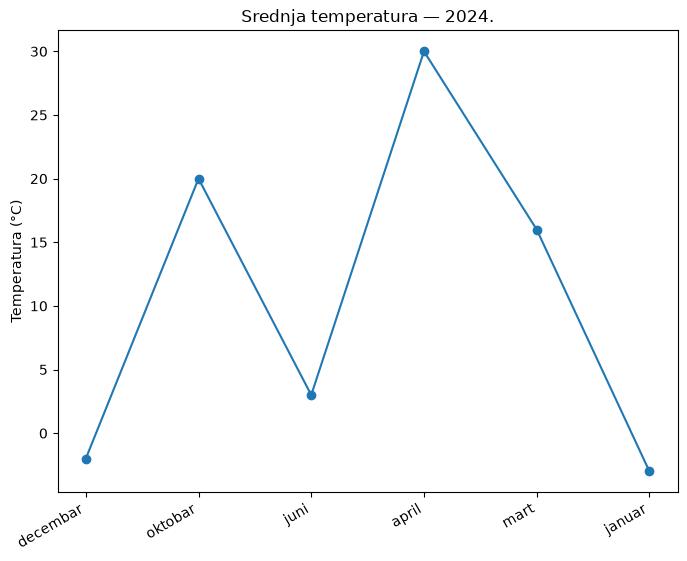 Srednja temperatura — 2024.
Temperatura (°C)
30
25
20
15
10
5
0
decembar
oktobar
juni
april
mart
januar